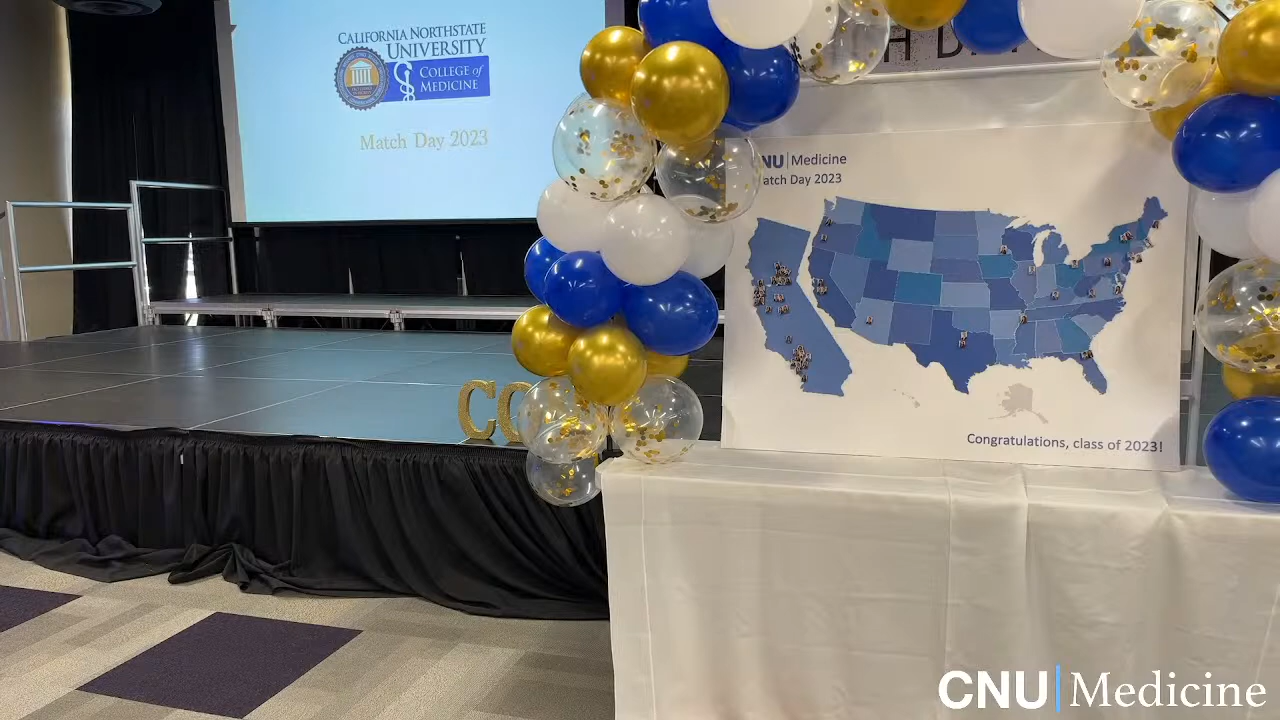 CALIFORNIA NORTHSTATE
UNIVERSITY
COLLEGE of
MEDICINE
Match Day 2023
CO
NU | Medicine
atch Day 2023
Congratulations, class of 2023!
CNU | Medicine